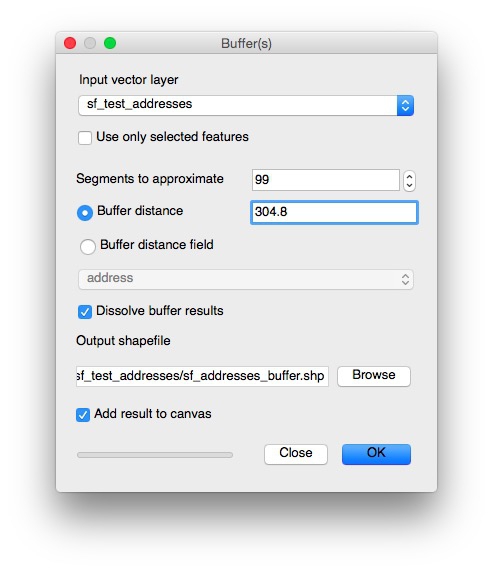 Buffer(s)
Input vector layer
sf_test_addresses
Use only selected features
Segments to approximate 99
Buffer distance 304.8
Buffer distance field
address
Dissolve buffer results
Output shapefile
sf_test_addresses/sf_addresses_buffer.shp Browse
Add result to canvas
Close OK